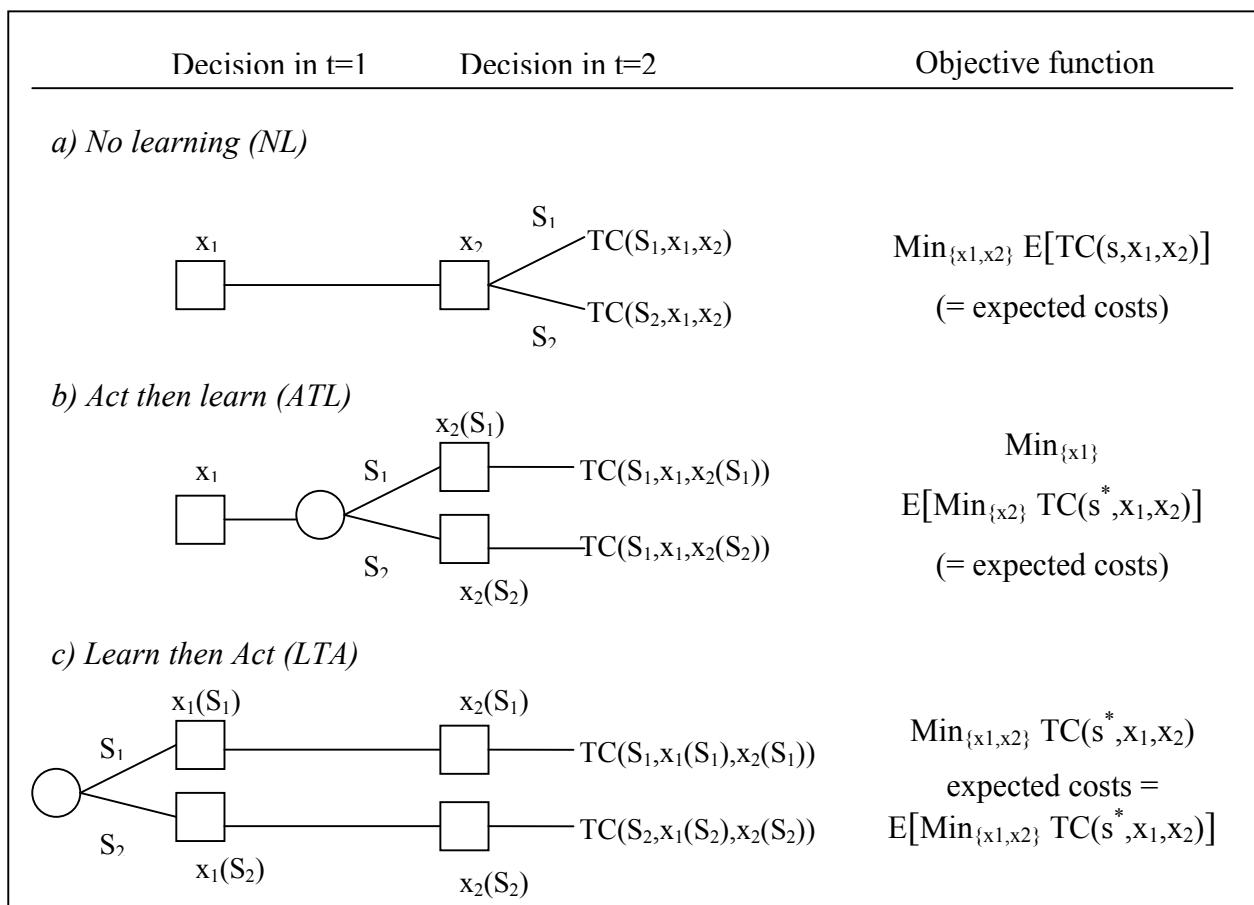 Decision in t=1 Decision in t=2 Objective function
a) No learning (NL)
S₁
x₁ x₂ TC(S₁,x₁,x₂) Min{x1,x2} E[TC(s,x₁,x₂)]
TC(S₂,x₁,x₂) (= expected costs)
S₂
b) Act then learn (ATL)
x₂(S₁)
Min{x1}
x₁ S₁ TC(S₁,x₁,x₂(S₁))
E[Min{x2} TC(s*,x₁,x₂)]
S₂ TC(S₁,x₁,x₂(S₂))
(= expected costs)
x₂(S₂)
c) Learn then Act (LTA)
x₁(S₁) x₂(S₁)
Min{x1,x2} TC(s*,x₁,x₂)
S₁ TC(S₁,x₁(S₁),x₂(S₁))
expected costs =
S₂ TC(S₂,x₁(S₂),x₂(S₂)) E[Min{x1,x2} TC(s*,x₁,x₂)]
x₁(S₂) x₂(S₂)